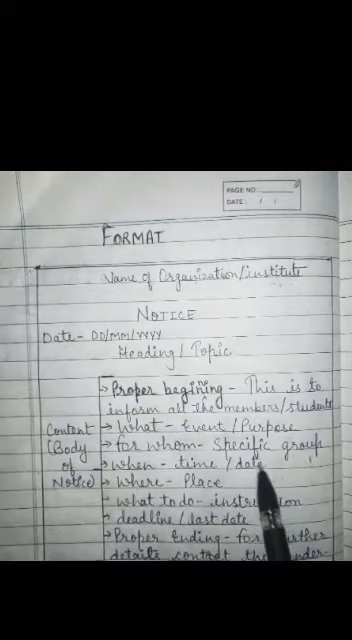 PAGE NO:
DATE: / /
FORMAT
Name of Organization/institute
NOTICE
Date - DD/MM/YYYY
Heading / Topic
→ Proper begining - This is to
inform all the members/students
Content → What - Event / Purpose
(Body → for whom - Specific group
of → when - time / date
Notice) → Where - Place
→ what to do - instruction
→ deadline / last date
→ Proper Ending - for further
details contact the under-